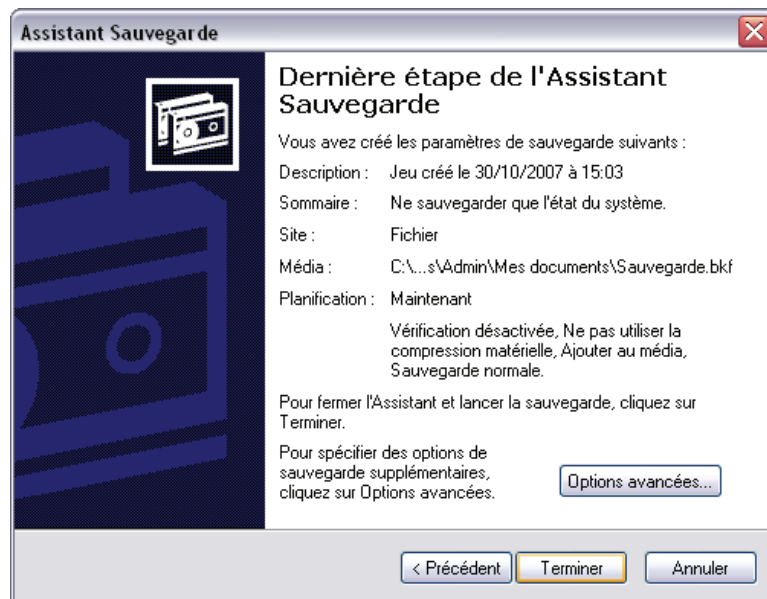 Assistant Sauvegarde
Dernière étape de l'Assistant
Sauvegarde
Vous avez créé les paramètres de sauvegarde suivants :
Description : Jeu créé le 30/10/2007 à 15:03
Sommaire : Ne sauvegarder que l'état du système.
Site : Fichier
Média : C:\...s\Admin\Mes documents\Sauvegarde.bkf
Planification : Maintenant
Vérification désactivée, Ne pas utiliser la
compression matérielle, Ajouter au média,
Sauvegarde normale.
Pour fermer l'Assistant et lancer la sauvegarde, cliquez sur
Terminer.
Pour spécifier des options de
sauvegarde supplémentaires,
cliquez sur Options avancées.
Options avancées...
< Précédent Terminer Annuler